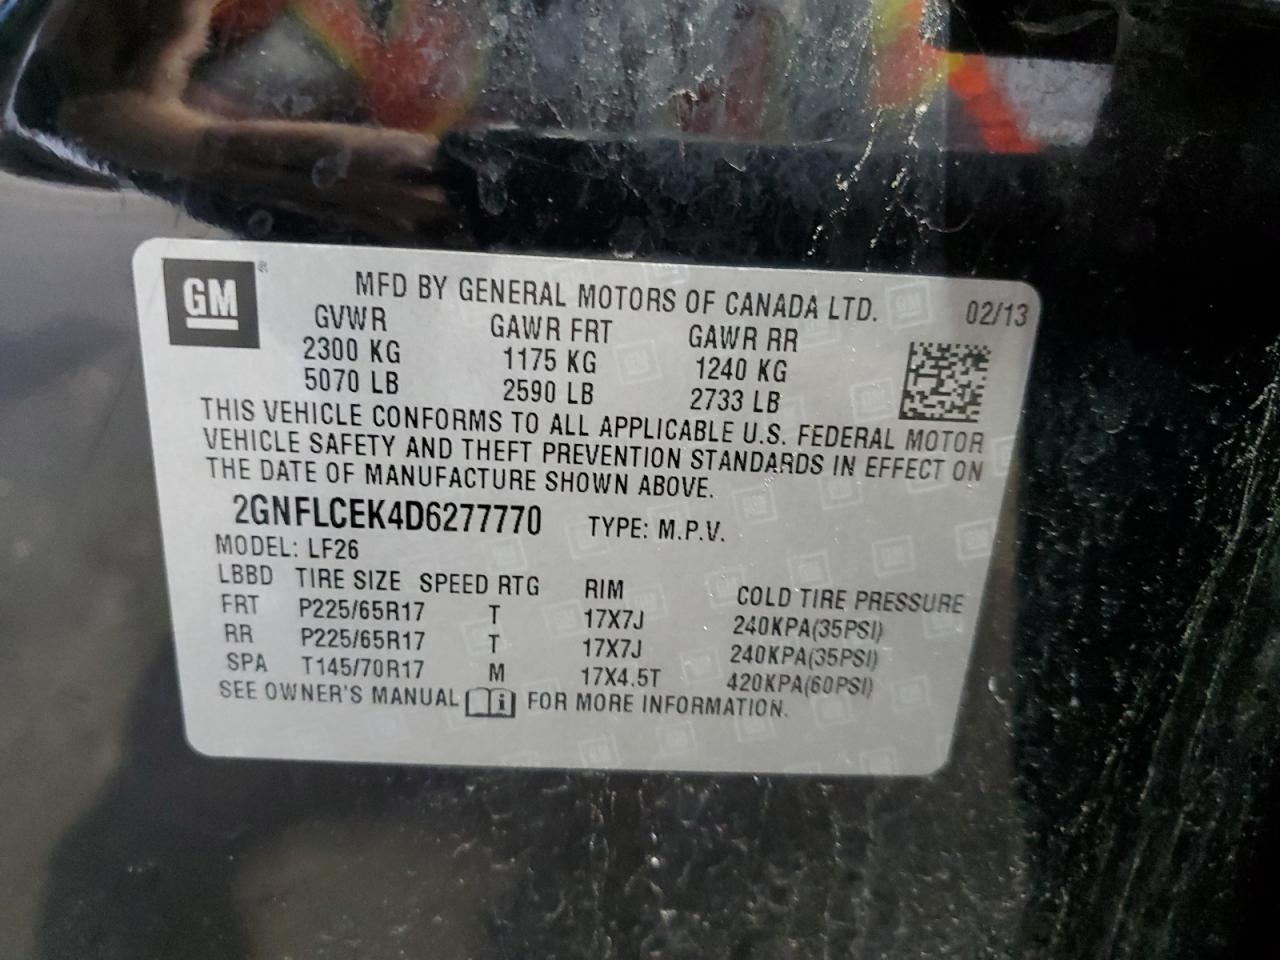 GM ®
MFD BY GENERAL MOTORS OF CANADA LTD. 02/13
GVWR GAWR FRT GAWR RR
2300 KG 1175 KG 1240 KG
5070 LB 2590 LB 2733 LB
THIS VEHICLE CONFORMS TO ALL APPLICABLE U.S. FEDERAL MOTOR
VEHICLE SAFETY AND THEFT PREVENTION STANDARDS IN EFFECT ON
THE DATE OF MANUFACTURE SHOWN ABOVE.
2GNFLCEK4D6277770 TYPE: M.P.V.
MODEL: LF26
LBBD TIRE SIZE SPEED RTG RIM COLD TIRE PRESSURE
FRT P225/65R17 T 17X7J 240KPA(35PSI)
RR P225/65R17 T 17X7J 240KPA(35PSI)
SPA T145/70R17 M 17X4.5T 420KPA(60PSI)
SEE OWNER'S MANUAL i FOR MORE INFORMATION.